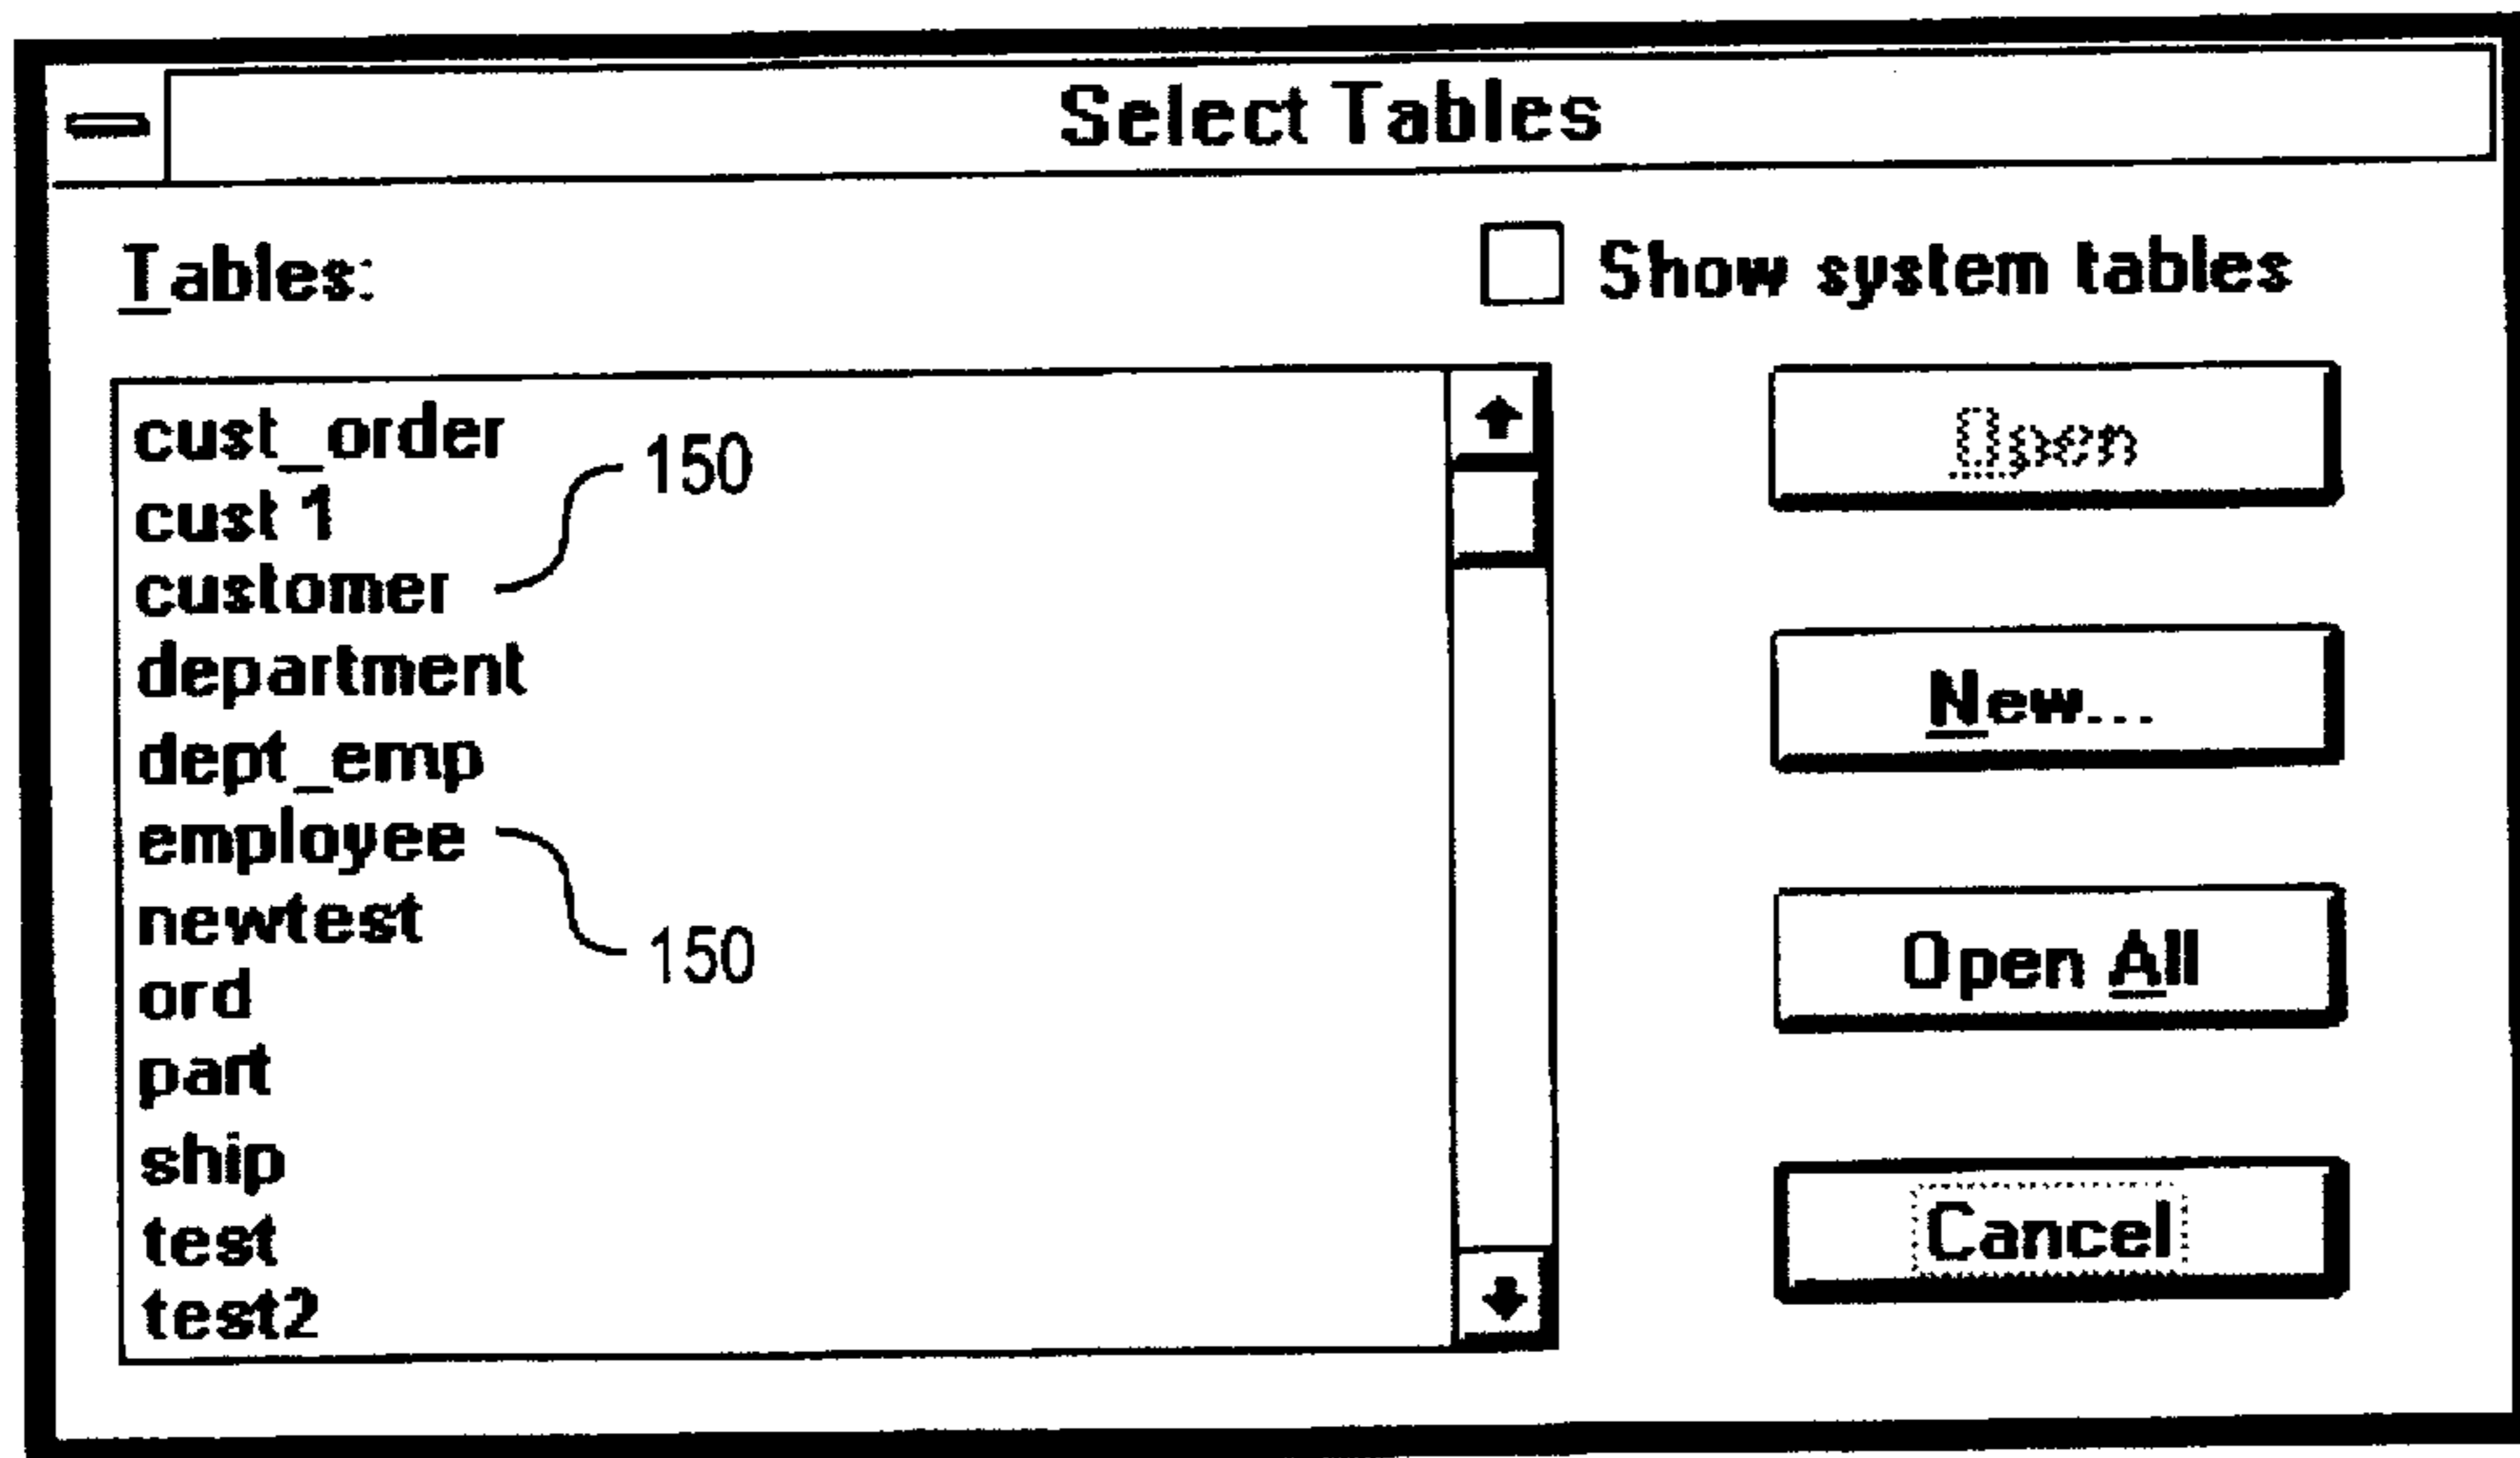 Select Tables
Tables:
Show system tables
cust_order
150
cust 1
customer
department
dept_emp
employee
newtest
150
ord
part
ship
test
test2
Open
New...
Open All
Cancel